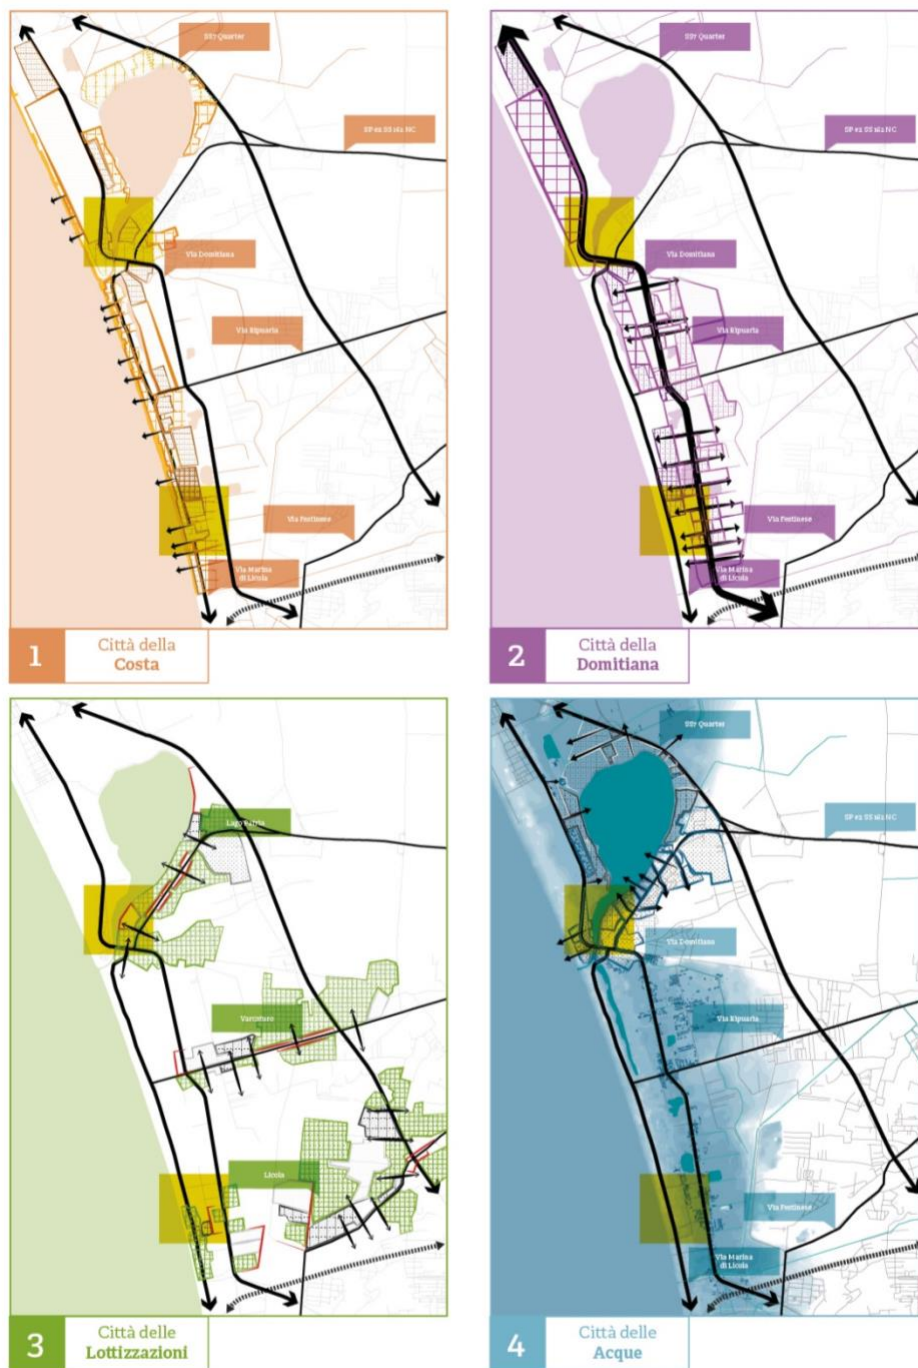 SS7 Quarter
SP ex SS 162 NC
Via Domitiana
Via Ripuaria
Via Pertinese
Via Marina
di Licola
1
Città della
Costa
SS7 Quarter
SP ex SS 162 NC
Via Domitiana
Via Ripuaria
Via Pertinese
Via Marina
di Licola
2
Città della
Domitiana
Lago Patria
Varcaturo
Licola
3
Città delle
Lottizzazioni
SS7 Quarter
SP ex SS 162 NC
Via Domitiana
Via Ripuaria
Via Pertinese
Via Marina
di Licola
4
Città delle
Acque